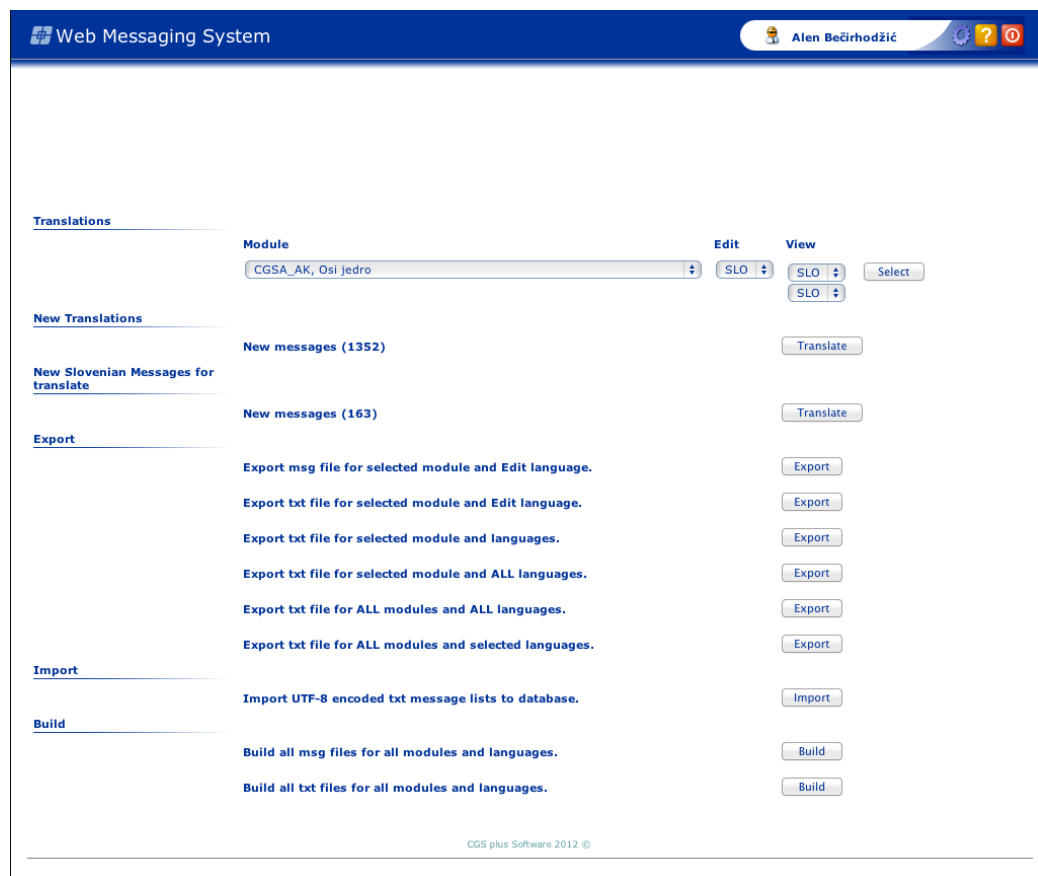 Web Messaging System
Alen Bečirhodžić
?
Translations
Module Edit View
CGSA_AK, Osi jedro SLO SLO Select
SLO
New Translations
New messages (1352) Translate
New Slovenian Messages for
translate
New messages (163) Translate
Export
Export msg file for selected module and Edit language. Export
Export txt file for selected module and Edit language. Export
Export txt file for selected module and languages. Export
Export txt file for selected module and ALL languages. Export
Export txt file for ALL modules and ALL languages. Export
Export txt file for ALL modules and selected languages. Export
Import
Import UTF-8 encoded txt message lists to database. Import
Build
Build all msg files for all modules and languages. Build
Build all txt files for all modules and languages. Build
CGS plus Software 2012 ©